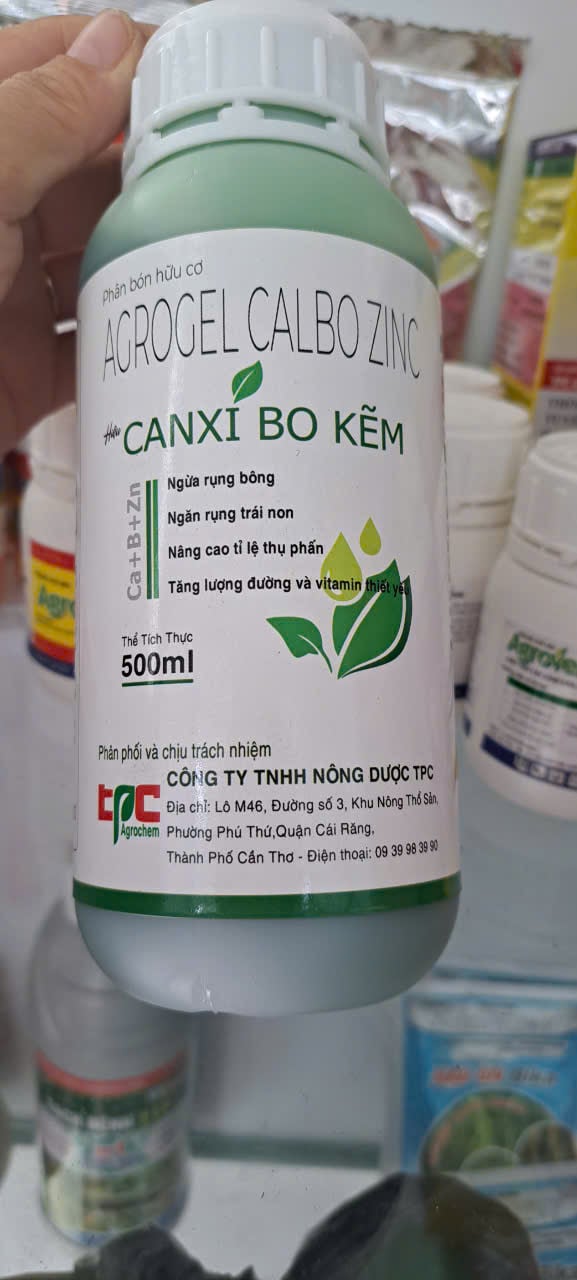 Phân bón hữu cơ
AGROGEL CALBO ZINC
Hiệu CANXI BO KẼM
Ca+B+Zn
Ngừa rụng bông
Ngăn rụng trái non
Nâng cao tỉ lệ thụ phấn
Tăng lượng đường và vitamin thiết yếu
Thể Tích Thực
500ml
Phân phối và chịu trách nhiệm
tpc
Agrochem
CÔNG TY TNHH NÔNG DƯỢC TPC
Địa chỉ: Lô M46, Đường số 3, Khu Nông Thổ Sản,
Phường Phú Thứ,Quận Cái Răng,
Thành Phố Cần Thơ - Điện thoại: 09 39 98 39 90